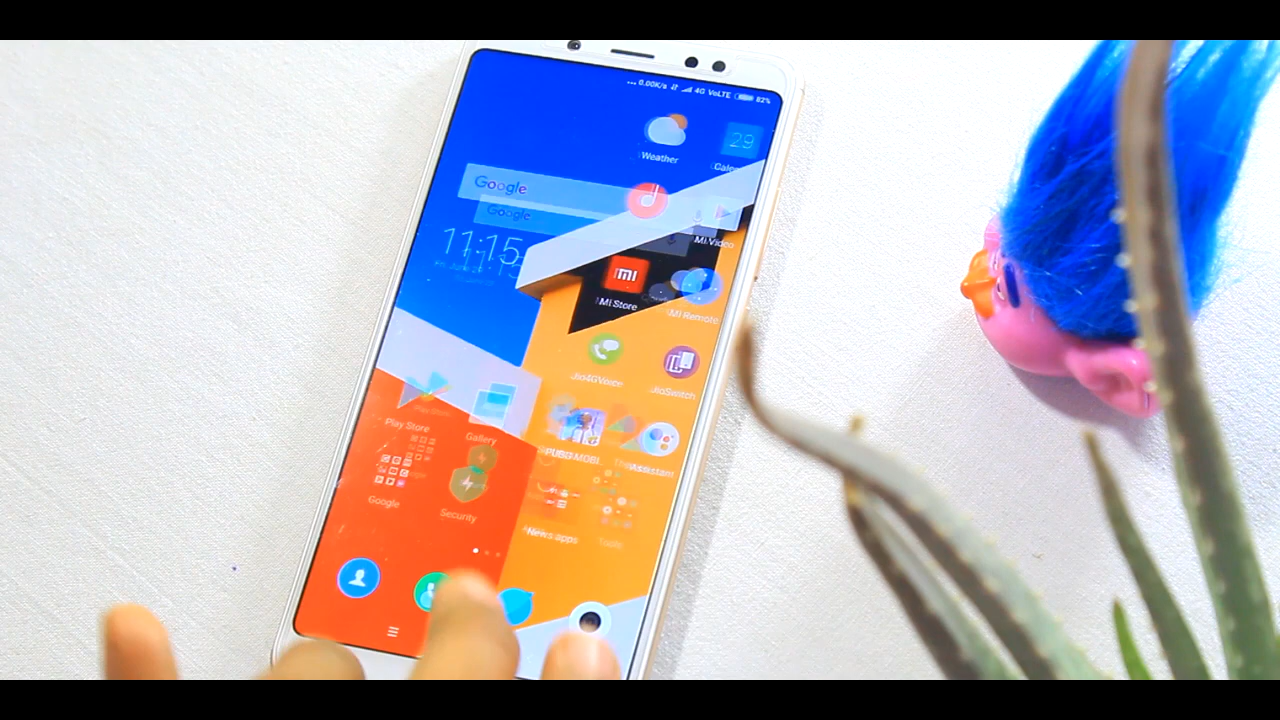 ... 0.00K/s 4G VoLTE 82%
29
Weather
Google
Google
11:15
Mi Video
mi
Mi Store
Mi Remote
Jio4GVoice
JioSwitch
Play Store
Gallery
PUBG MOBI
Assistant
Google
Security
News apps
Tools